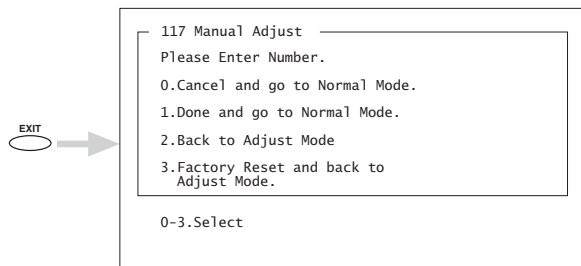 117 Manual Adjust
Please Enter Number.
0.Cancel and go to Normal Mode.
1.Done and go to Normal Mode.
2.Back to Adjust Mode
3.Factory Reset and back to
Adjust Mode.
EXIT
0-3.Select